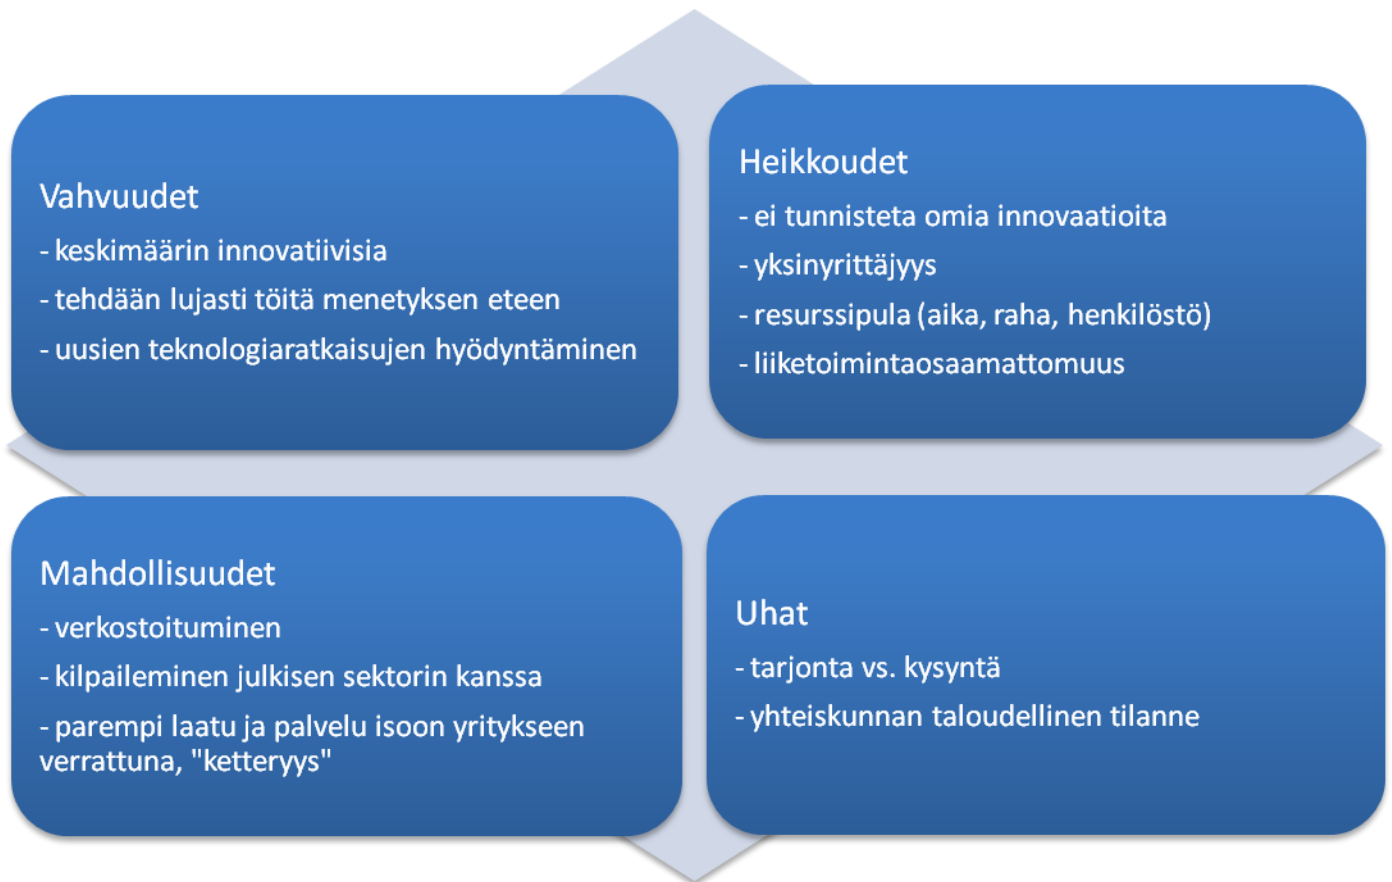 Vahvuudet
- keskimäärin innovatiivisia
- tehdään lujasti töitä menetyksen eteen
- uusien teknologiaratkaisujen hyödyntäminen
Heikkoudet
- ei tunnisteta omia innovaatioita
- yksinyrittäjyys
- resurssipula (aika, raha, henkilöstö)
- liiketoimintaosaamattomuus
Mahdollisuudet
- verkostoituminen
- kilpaileminen julkisen sektorin kanssa
- parempi laatu ja palvelu isoon yritykseen
verrattuna, "ketteryys"
Uhat
- tarjonta vs. kysyntä
- yhteiskunnan taloudellinen tilanne